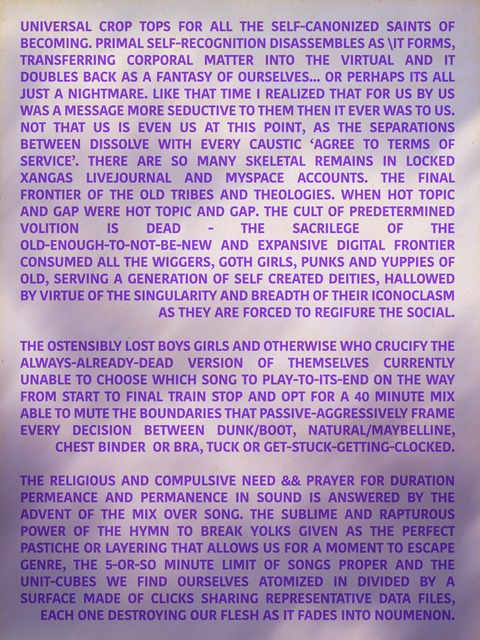 UNIVERSAL CROP TOPS FOR ALL THE SELF-CANONIZED SAINTS OF
BECOMING. PRIMAL SELF-RECOGNITION DISASSEMBLES AS \IT FORMS,
TRANSFERRING CORPORAL MATTER INTO THE VIRTUAL AND IT
DOUBLES BACK AS A FANTASY OF OURSELVES... OR PERHAPS ITS ALL
JUST A NIGHTMARE. LIKE THAT TIME I REALIZED THAT FOR US BY US
WAS A MESSAGE MORE SEDUCTIVE TO THEM THEN IT EVER WAS TO US.
NOT THAT US IS EVEN US AT THIS POINT, AS THE SEPARATIONS
BETWEEN DISSOLVE WITH EVERY CAUSTIC ‘AGREE TO TERMS OF
SERVICE’. THERE ARE SO MANY SKELETAL REMAINS IN LOCKED
XANGAS LIVEJOURNAL AND MYSPACE ACCOUNTS. THE FINAL
FRONTIER OF THE OLD TRIBES AND THEOLOGIES. WHEN HOT TOPIC
AND GAP WERE HOT TOPIC AND GAP. THE CULT OF PREDETERMINED
VOLITION IS DEAD - THE SACRILEGE OF THE
OLD-ENOUGH-TO-NOT-BE-NEW AND EXPANSIVE DIGITAL FRONTIER
CONSUMED ALL THE WIGGERS, GOTH GIRLS, PUNKS AND YUPPIES OF
OLD, SERVING A GENERATION OF SELF CREATED DEITIES, HALLOWED
BY VIRTUE OF THE SINGULARITY AND BREADTH OF THEIR ICONOCLASM
AS THEY ARE FORCED TO REGIFURE THE SOCIAL.
THE OSTENSIBLY LOST BOYS GIRLS AND OTHERWISE WHO CRUCIFY THE
ALWAYS-ALREADY-DEAD VERSION OF THEMSELVES CURRENTLY
UNABLE TO CHOOSE WHICH SONG TO PLAY-TO-ITS-END ON THE WAY
FROM START TO FINAL TRAIN STOP AND OPT FOR A 40 MINUTE MIX
ABLE TO MUTE THE BOUNDARIES THAT PASSIVE-AGGRESSIVELY FRAME
EVERY DECISION BETWEEN DUNK/BOOT, NATURAL/MAYBELLINE,
CHEST BINDER OR BRA, TUCK OR GET-STUCK-GETTING-CLOCKED.
THE RELIGIOUS AND COMPULSIVE NEED && PRAYER FOR DURATION
PERMEANCE AND PERMANENCE IN SOUND IS ANSWERED BY THE
ADVENT OF THE MIX OVER SONG. THE SUBLIME AND RAPTUROUS
POWER OF THE HYMN TO BREAK YOLKS GIVEN AS THE PERFECT
PASTICHE OR LAYERING THAT ALLOWS US FOR A MOMENT TO ESCAPE
GENRE, THE 5-OR-SO MINUTE LIMIT OF SONGS PROPER AND THE
UNIT-CUBES WE FIND OURSELVES ATOMIZED IN DIVIDED BY A
SURFACE MADE OF CLICKS SHARING REPRESENTATIVE DATA FILES,
EACH ONE DESTROYING OUR FLESH AS IT FADES INTO NOUMENON.